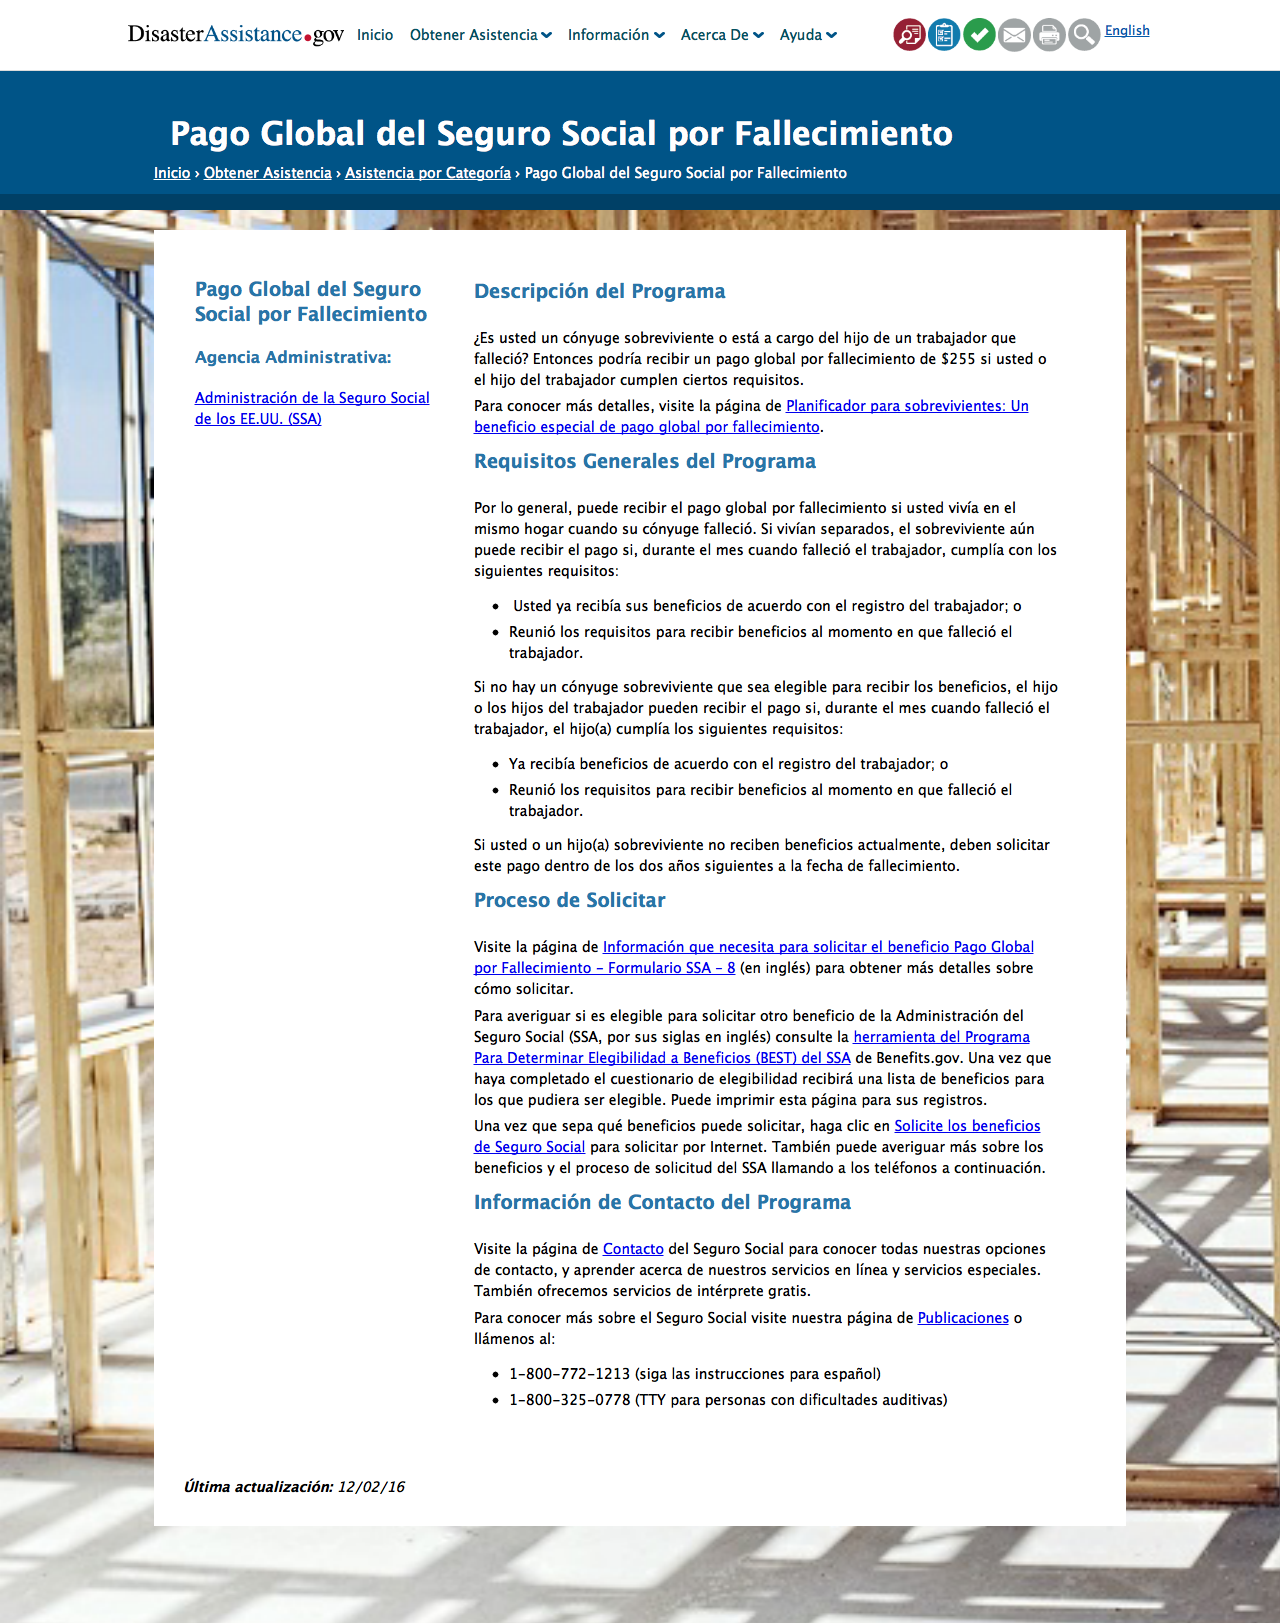 DisasterAssistance.gov Inicio Obtener Asistencia Información Acerca De Ayuda English
Pago Global del Seguro Social por Fallecimiento
Inicio › Obtener Asistencia › Asistencia por Categoría › Pago Global del Seguro Social por Fallecimiento
Pago Global del Seguro
Social por Fallecimiento
Agencia Administrativa:
Administración de la Seguro Social
de los EE.UU. (SSA)
Descripción del Programa
¿Es usted un cónyuge sobreviviente o está a cargo del hijo de un trabajador que
falleció? Entonces podría recibir un pago global por fallecimiento de $255 si usted o
el hijo del trabajador cumplen ciertos requisitos.
Para conocer más detalles, visite la página de Planificador para sobrevivientes: Un
beneficio especial de pago global por fallecimiento.
Requisitos Generales del Programa
Por lo general, puede recibir el pago global por fallecimiento si usted vivía en el
mismo hogar cuando su cónyuge falleció. Si vivían separados, el sobreviviente aún
puede recibir el pago si, durante el mes cuando falleció el trabajador, cumplía con los
siguientes requisitos:
• Usted ya recibía sus beneficios de acuerdo con el registro del trabajador; o
• Reunió los requisitos para recibir beneficios al momento en que falleció el
trabajador.
Si no hay un cónyuge sobreviviente que sea elegible para recibir los beneficios, el hijo
o los hijos del trabajador pueden recibir el pago si, durante el mes cuando falleció el
trabajador, el hijo(a) cumplía los siguientes requisitos:
• Ya recibía beneficios de acuerdo con el registro del trabajador; o
• Reunió los requisitos para recibir beneficios al momento en que falleció el
trabajador.
Si usted o un hijo(a) sobreviviente no reciben beneficios actualmente, deben solicitar
este pago dentro de los dos años siguientes a la fecha de fallecimiento.
Proceso de Solicitar
Visite la página de Información que necesita para solicitar el beneficio Pago Global
por Fallecimiento – Formulario SSA – 8 (en inglés) para obtener más detalles sobre
cómo solicitar.
Para averiguar si es elegible para solicitar otro beneficio de la Administración del
Seguro Social (SSA, por sus siglas en inglés) consulte la herramienta del Programa
Para Determinar Elegibilidad a Beneficios (BEST) del SSA de Benefits.gov. Una vez que
haya completado el cuestionario de elegibilidad recibirá una lista de beneficios para
los que pudiera ser elegible. Puede imprimir esta página para sus registros.
Una vez que sepa qué beneficios puede solicitar, haga clic en Solicite los beneficios
de Seguro Social para solicitar por Internet. También puede averiguar más sobre los
beneficios y el proceso de solicitud del SSA llamando a los teléfonos a continuación.
Información de Contacto del Programa
Visite la página de Contacto del Seguro Social para conocer todas nuestras opciones
de contacto, y aprender acerca de nuestros servicios en línea y servicios especiales.
También ofrecemos servicios de intérprete gratis.
Para conocer más sobre el Seguro Social visite nuestra página de Publicaciones o
llámenos al:
• 1-800-772-1213 (siga las instrucciones para español)
• 1-800-325-0778 (TTY para personas con dificultades auditivas)
Última actualización: 12/02/16